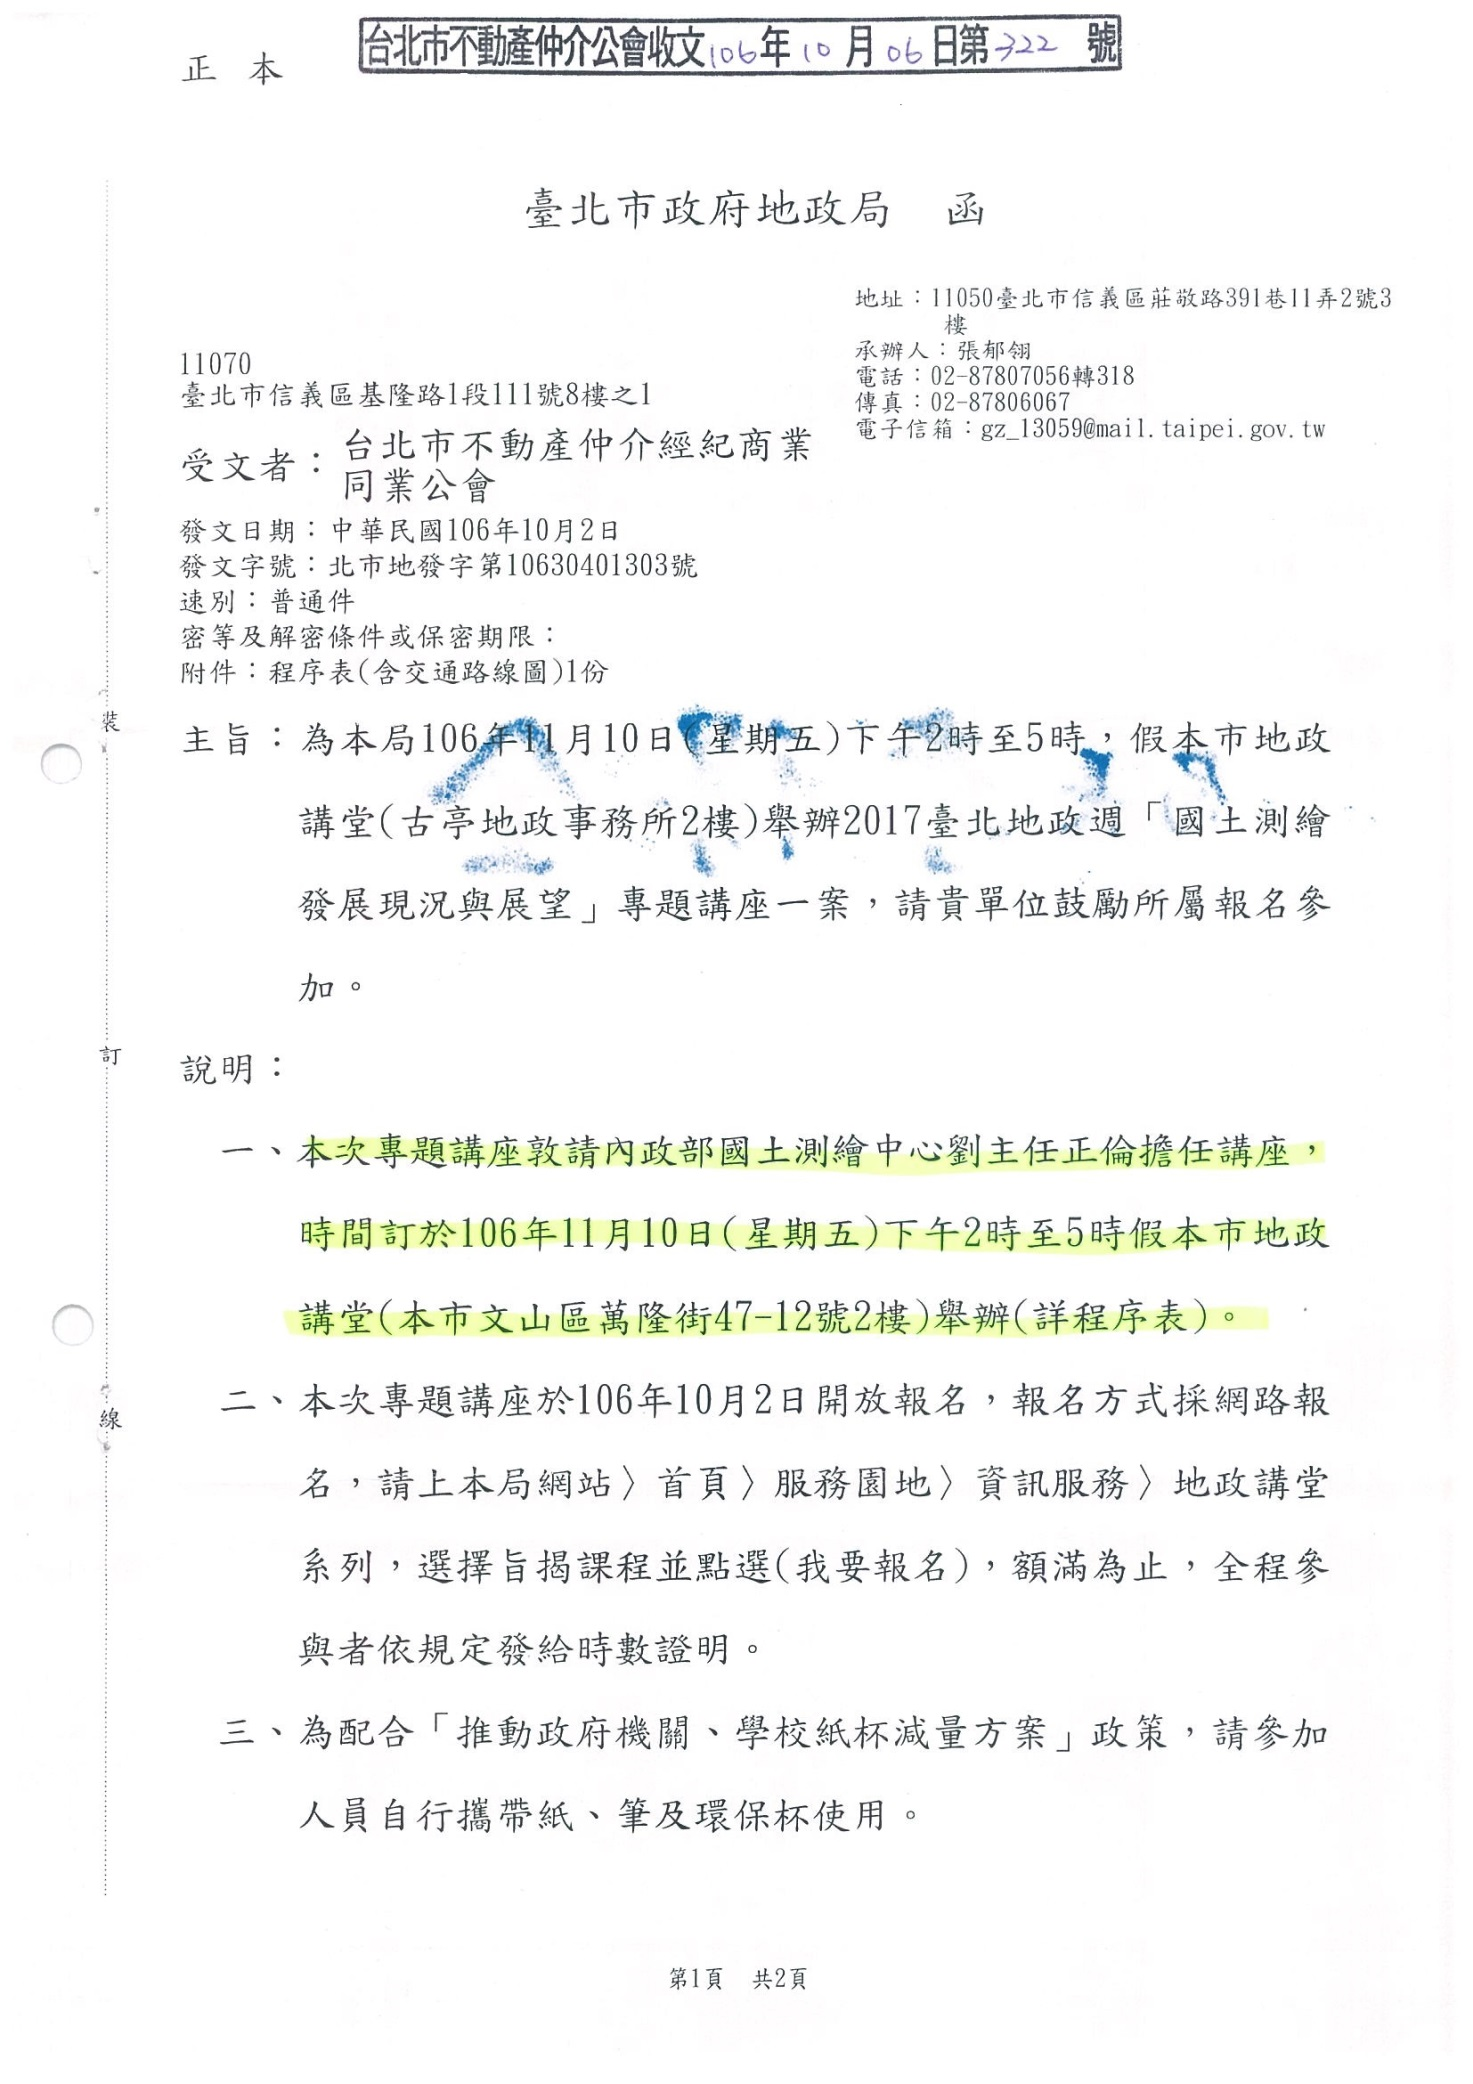 台北市不動產仲介公會收文106年10月06日第322號
正本
臺北市政府地政局 函
地址：11050臺北市信義區莊敬路391巷11弄2號3
樓
承辦人：張郁翎
電話：02-87807056轉318
傳真：02-87806067
電子信箱：gz_13059@mail.taipei.gov.tw
11070
臺北市信義區基隆路1段111號8樓之1
受文者：台北市不動產仲介經紀商業
同業公會
發文日期：中華民國106年10月2日
發文字號：北市地發字第10630401303號
速別：普通件
密等及解密條件或保密期限：
附件：程序表(含交通路線圖)1份
主旨：為本局106年11月10日(星期五)下午2時至5時，假本市地政
講堂(古亭地政事務所2樓)舉辦2017臺北地政週「國土測繪
發展現況與展望」專題講座一案，請貴單位鼓勵所屬報名參
加。
說明：
一、本次專題講座敦請內政部國土測繪中心劉主任正倫擔任講座，
時間訂於106年11月10日(星期五)下午2時至5時假本市地政
講堂(本市文山區萬隆街47-12號2樓)舉辦(詳程序表)。
二、本次專題講座於106年10月2日開放報名，報名方式採網路報
名，請上本局網站〉首頁〉服務園地〉資訊服務〉地政講堂
系列，選擇旨揭課程並點選(我要報名)，額滿為止，全程參
與者依規定發給時數證明。
三、為配合「推動政府機關、學校紙杯減量方案」政策，請參加
人員自行攜帶紙、筆及環保杯使用。
裝
訂
線
第1頁 共2頁